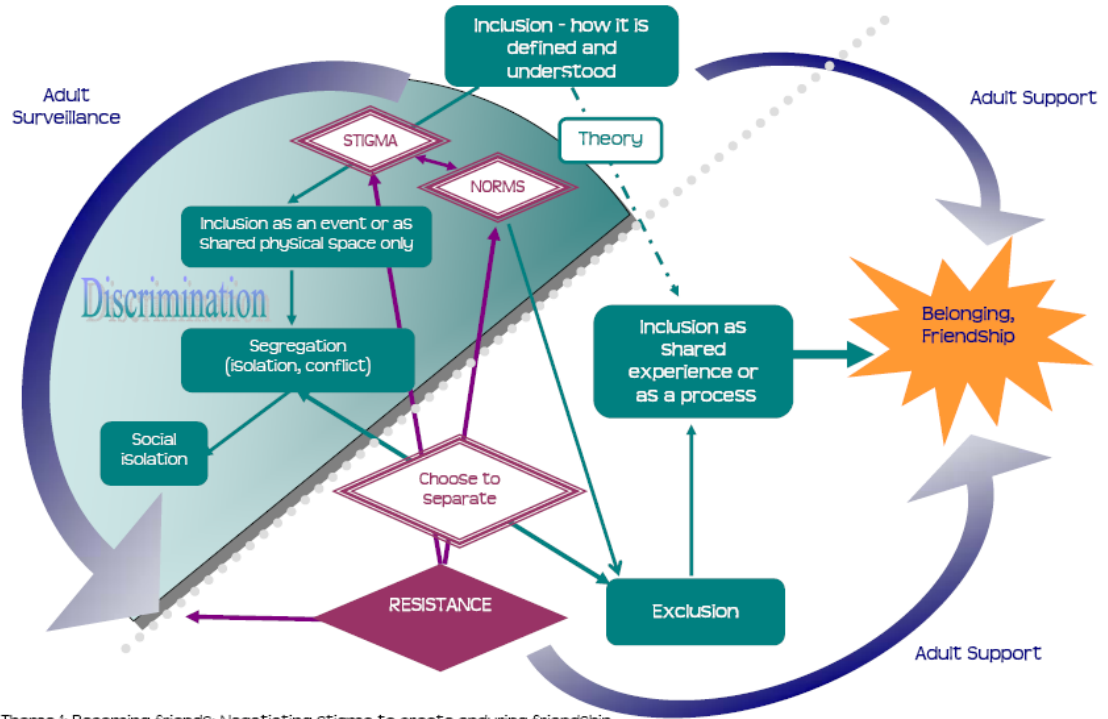 Inclusion - how it is
defined and
understood
Adult
Surveillance
Adult Support
Theory
STIGMA
NORMS
Inclusion as an event or as
shared physical space only
Discrimination
Segregation
(isolation, conflict)
Inclusion as
shared
experience or
as a process
Belonging,
Friendship
Social
isolation
Choose to
separate
RESISTANCE
Exclusion
Adult Support